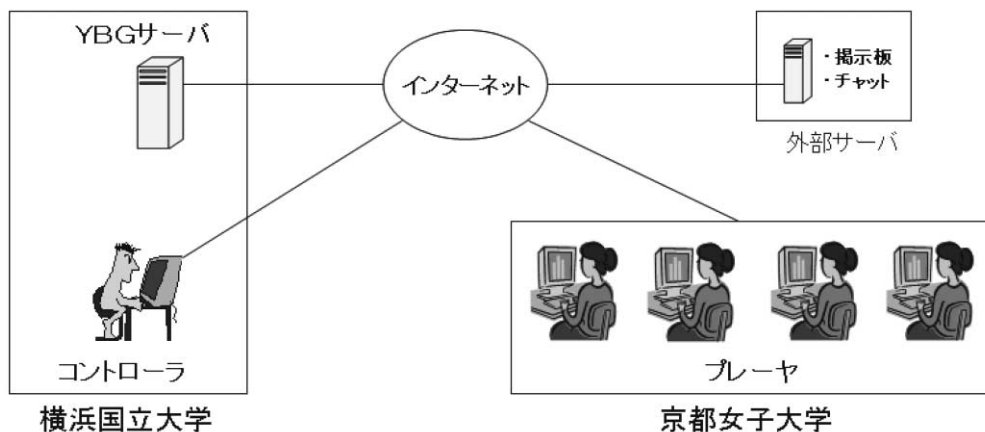 YBGサーバ
インターネット
・掲示板
・チャット
外部サーバ
コントローラ
プレーヤ
横浜国立大学
京都女子大学